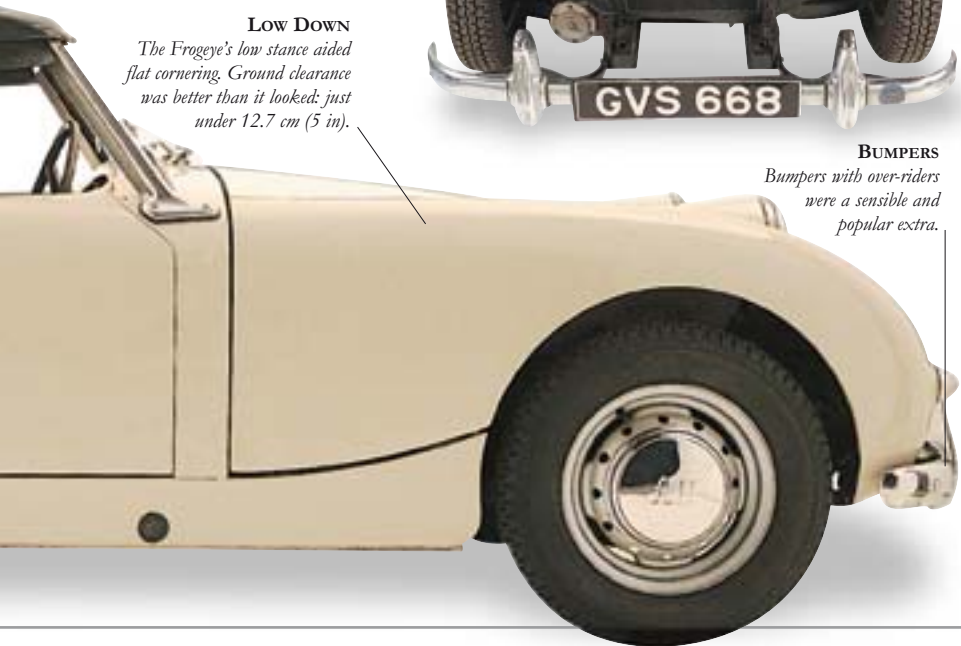 LOW DOWN
The Frogeye's low stance aided
flat cornering. Ground clearance
was better than it looked: just
under 12.7 cm (5 in).
GVS 668
BUMPERS
Bumpers with over-riders
were a sensible and
popular extra.